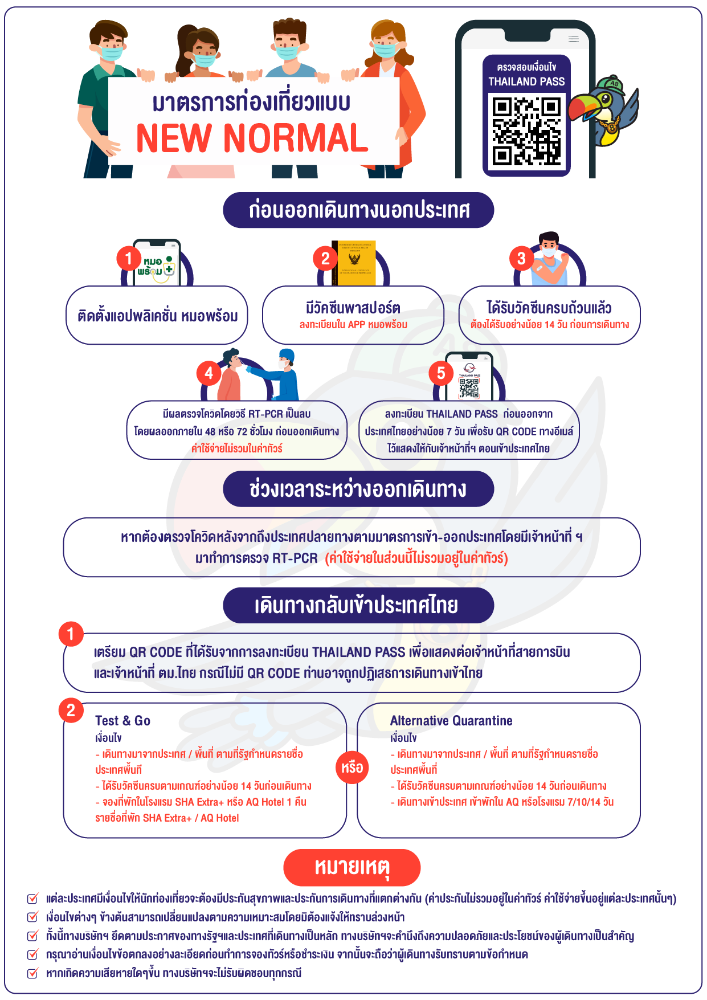 มาตรการท่องเที่ยวแบบ
NEW NORMAL
ตรวจสอบเงื่อนไข
THAILAND PASS
A8
8
ก่อนออกเดินทางนอกประเทศ
1
หมอ
พร้อม
ติดตั้งแอปพลิเคชั่น หมอพร้อม
2
มีวัคซีนพาสปอร์ต
ลงทะเบียนใน APP หมอพร้อม
3
ได้รับวัคซีนครบถ้วนแล้ว
ต้องได้รับอย่างน้อย 14 วัน ก่อนการเดินทาง
4
มีผลตรวจโควิดโดยวิธี RT-PCR เป็นลบ
โดยผลออกภายใน 48 หรือ 72 ชั่วโมง ก่อนออกเดินทาง
ค่าใช้จ่ายไม่รวมในค่าทัวร์
5
THAILAND PASS
ลงทะเบียน THAILAND PASS ก่อนออกจาก
ประเทศไทยอย่างน้อย 7 วัน เพื่อรับ QR CODE ทางอีเมล์
ไว้แสดงให้กับเจ้าหน้าที่ฯ ตอนเข้าประเทศไทย
ช่วงเวลาระหว่างออกเดินทาง
หากต้องตรวจโควิดหลังจากถึงประเทศปลายทางตามมาตรการเข้า-ออกประเทศโดยมีเจ้าหน้าที่ ฯ
มาทำการตรวจ RT-PCR (ค่าใช้จ่ายในส่วนนี้ไม่รวมอยู่ในค่าทัวร์)
เดินทางกลับเข้าประเทศไทย
1
เตรียม QR CODE ที่ได้รับจากการลงทะเบียน THAILAND PASS เพื่อแสดงต่อเจ้าหน้าที่สายการบิน
และเจ้าหน้าที่ ตม.ไทย กรณีไม่มี QR CODE ท่านอาจถูกปฏิเสธการเดินทางเข้าไทย
2
Test & Go
เงื่อนไข
- เดินทางมาจากประเทศ / พื้นที่ ตามที่รัฐกำหนดรายชื่อ
ประเทศพื้นที
- ได้รับวัคซีนครบตามเกณฑ์อย่างน้อย 14 วันก่อนเดินทาง
- จองที่พักในโรงแรม SHA Extra+ หรือ AQ Hotel 1 คืน
รายชื่อที่พัก SHA Extra+ / AQ Hotel
หรือ
Alternative Quarantine
เงื่อนไข
- เดินทางมาจากประเทศ / พื้นที่ ตามที่รัฐกำหนดรายชื่อ
ประเทศพื้นที่
- ได้รับวัคซีนครบตามเกณฑ์อย่างน้อย 14 วันก่อนเดินทาง
- เดินทางเข้าประเทศ เข้าพักใน AQ หรือโรงแรม 7/10/14 วัน
หมายเหตุ
แต่ละประเทศมีเงื่อนไขให้นักท่องเที่ยวจะต้องมีประกันสุขภาพและประกันการเดินทางที่แตกต่างกัน (ค่าประกันไม่รวมอยู่ในค่าทัวร์ ค่าใช้จ่ายขึ้นอยู่แต่ละประเทศนั้นๆ)
เงื่อนไขต่างๆ ข้างต้นสามารถเปลี่ยนแปลงตามความเหมาะสมโดยมิต้องแจ้งให้ทราบล่วงหน้า
ทั้งนี้ทางบริษัทฯ ยึดตามประกาศของทางรัฐฯและประเทศที่เดินทางเป็นหลัก ทางบริษัทฯจะคำนึงถึงความปลอดภัยและประโยชน์ของผู้เดินทางเป็นสำคัญ
กรุณาอ่านเงื่อนไขข้อตกลงอย่างละเอียดก่อนทำการจองทัวร์หรือชำระเงิน จากนั้นจะถือว่าผู้เดินทางรับทราบตามข้อกำหนด
หากเกิดความเสียหายใดๆขึ้น ทางบริษัทฯจะไม่รับผิดชอบทุกกรณี